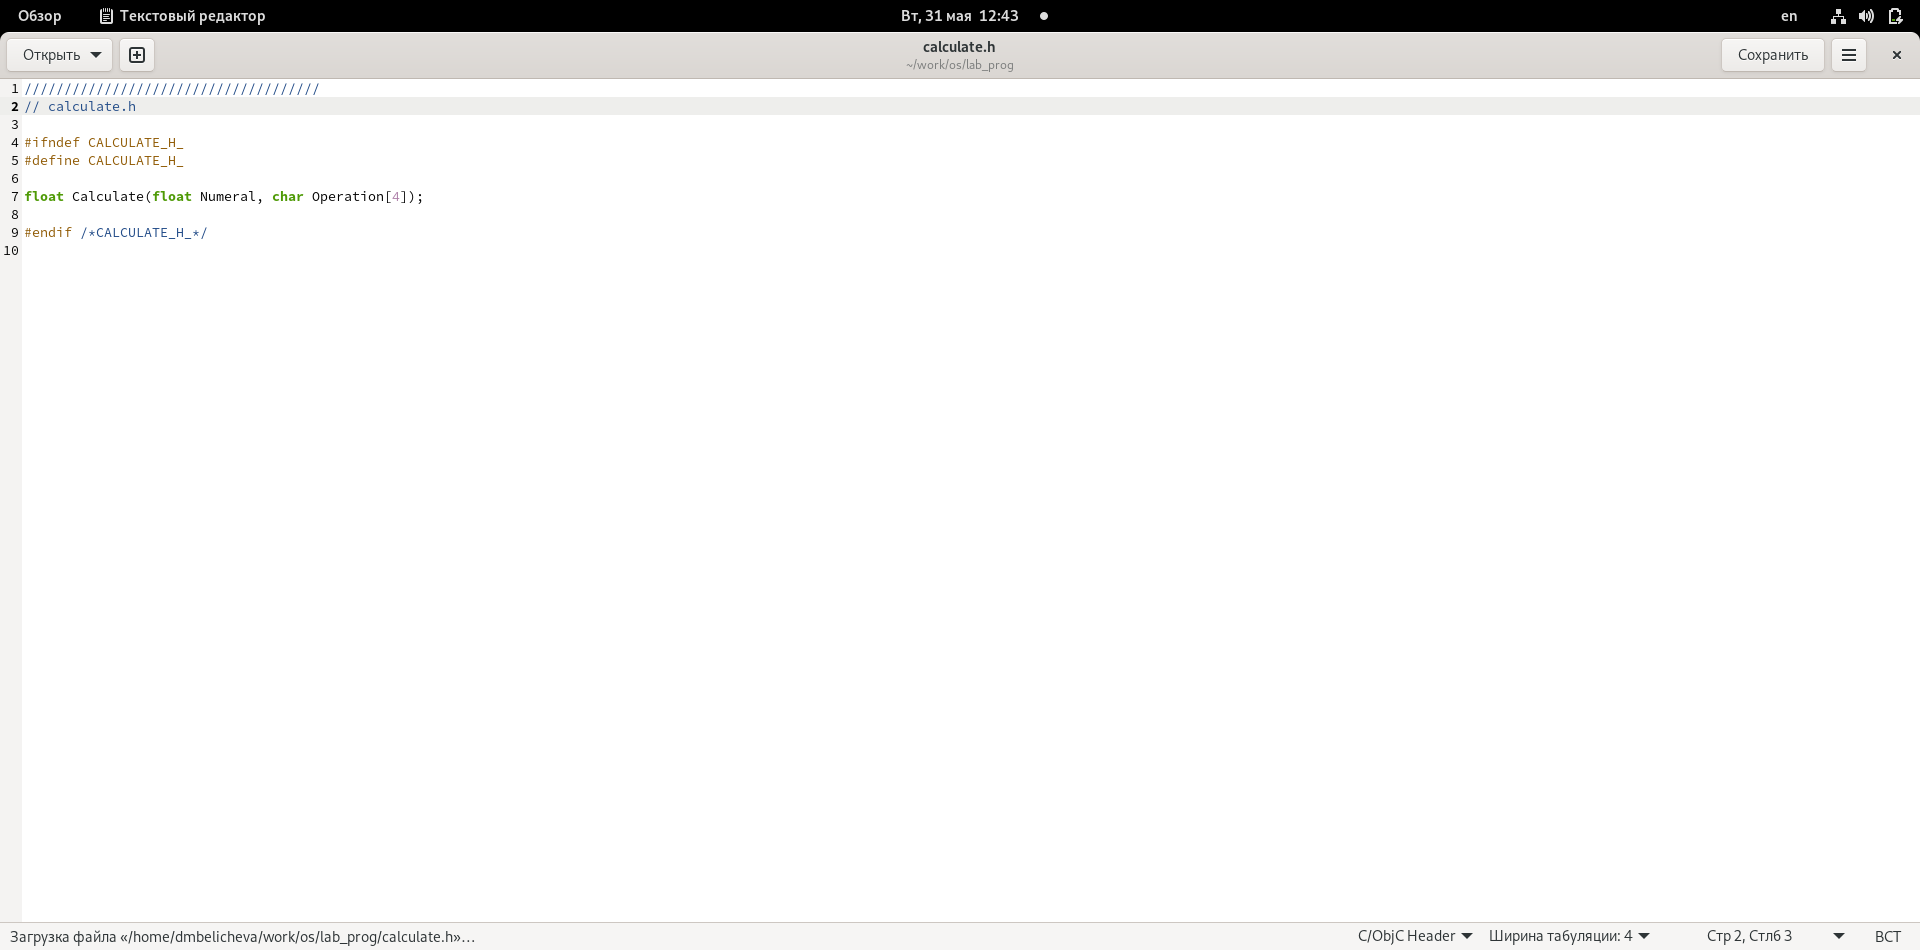 Обзор Текстовый редактор Вт, 31 мая 12:43 en
Открыть calculate.h Сохранить
~/work/os/lab_prog
1 /////////////////////////////////////
2 // calculate.h
3
4 #ifndef CALCULATE_H_
5 #define CALCULATE_H_
6
7 float Calculate(float Numeral, char Operation[4]);
8
9 #endif /*CALCULATE_H_*/
10
Загрузка файла «/home/dmbelicheva/work/os/lab_prog/calculate.h»… C/ObjC Header Ширина табуляции: 4 Стр 2, Стлб 3 ВСТ